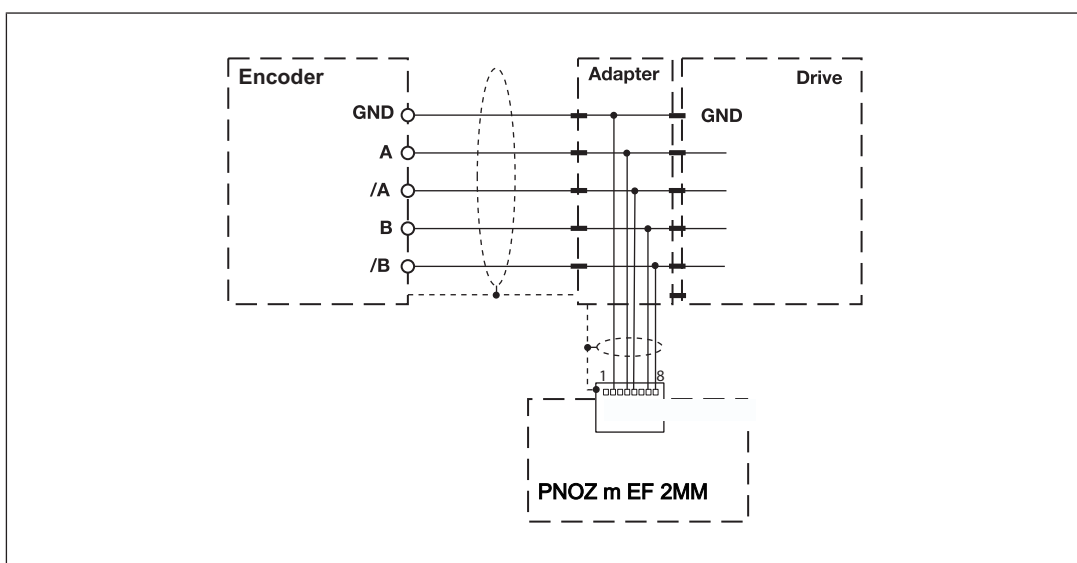 Encoder
Adapter
Drive
GND
GND
A
/A
B
/B
1
8
PNOZ m EF 2MM